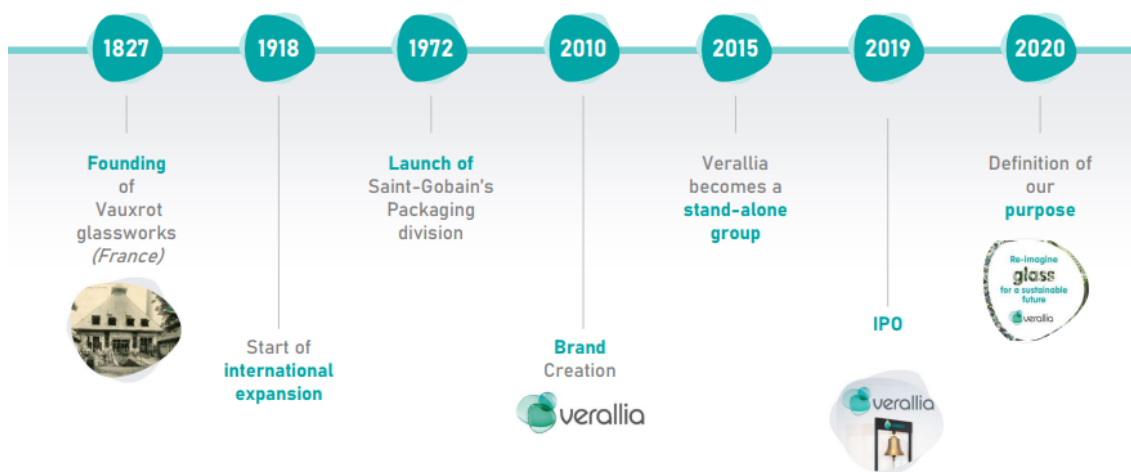 1827
1918
1972
2010
2015
2019
2020
Founding
of
Vauxrot
glassworks
(France)
Start of
international
expansion
Launch of
Saint-Gobain's
Packaging
division
Brand
Creation
verallia
Verallia
becomes a
stand-alone
group
IPO
verallia
Definition of
our
purpose
Re-imagine
glass
for a sustainable
future
verallia